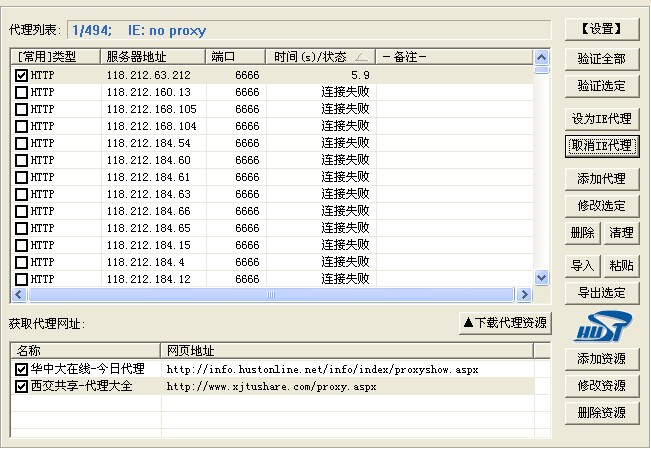 代理列表: 1/494; IE: no proxy 【设置】
[常用]类型 服务器地址 端口 时间(s)/状态 －备注－ 验证全部
HTTP 118.212.63.212 6666 5.9
HTTP 118.212.160.13 6666 连接失败 验证选定
HTTP 118.212.168.105 6666 连接失败
HTTP 118.212.168.104 6666 连接失败 设为IE代理
HTTP 118.212.184.54 6666 连接失败 取消IE代理
HTTP 118.212.184.60 6666 连接失败
HTTP 118.212.184.61 6666 连接失败 添加代理
HTTP 118.212.184.63 6666 连接失败
HTTP 118.212.184.66 6666 连接失败 修改选定
HTTP 118.212.184.65 6666 连接失败 删除 清理
HTTP 118.212.184.15 6666 连接失败
HTTP 118.212.184.4 6666 连接失败 导入 粘贴
HTTP 118.212.184.12 6666 连接失败
导出选定
获取代理网址: ▲下载代理资源 HUST
名称 网页地址 添加资源
华中大在线-今日代理 http://info.hustonline.net/info/index/proxyshow.aspx
西交共享-代理大全 http://www.xjtushare.com/proxy.aspx 修改资源
删除资源